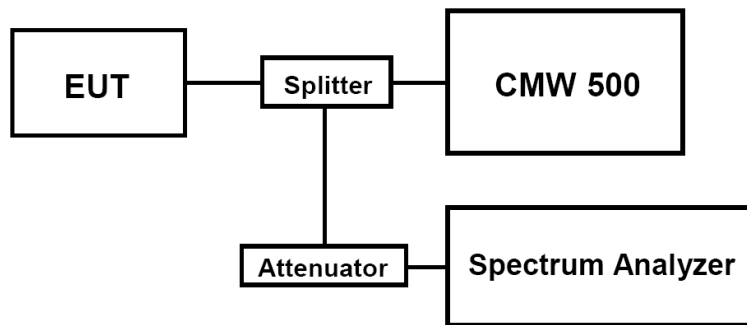 EUT
Splitter
CMW 500
Attenuator
Spectrum Analyzer